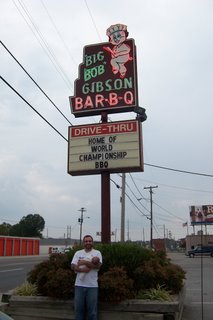 BIG
BOB
GIBSON
BAR-B-Q
DRIVE-THRU
HOME OF
WORLD
CHAMPIONSHIP
BBQ